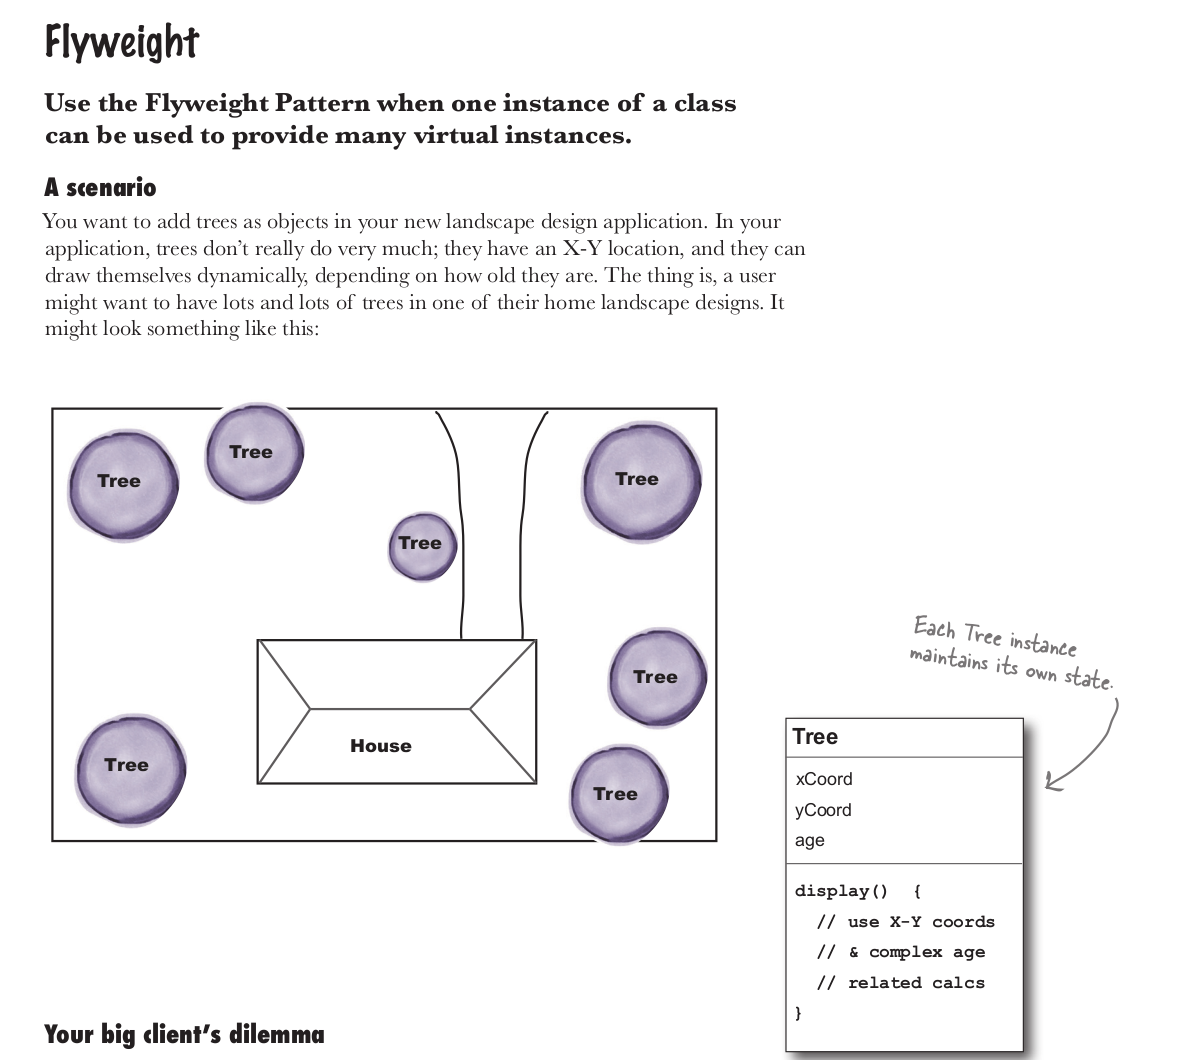 Flyweight
Use the Flyweight Pattern when one instance of a class
can be used to provide many virtual instances.
A scenario
You want to add trees as objects in your new landscape design application. In your
application, trees don’t really do very much; they have an X-Y location, and they can
draw themselves dynamically, depending on how old they are. The thing is, a user
might want to have lots and lots of trees in one of their home landscape designs. It
might look something like this:
Tree
Tree
Tree
Tree
Tree
House
Tree
Tree
Each Tree instance
maintains its own state.
Tree
xCoord
yCoord
age
display() {
// use X-Y coords
// & complex age
// related calcs
}
Your big client’s dilemma